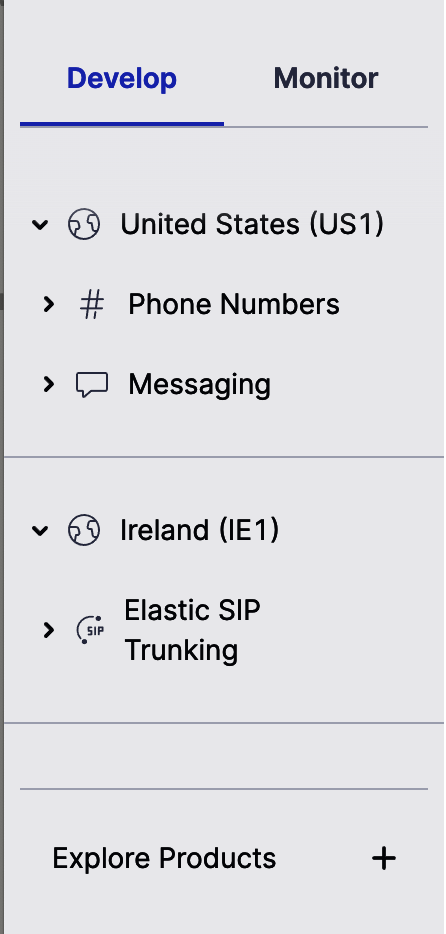 Develop
Monitor
United States (US1)
# Phone Numbers
Messaging
Ireland (IE1)
SIP
Elastic SIP
Trunking
Explore Products +